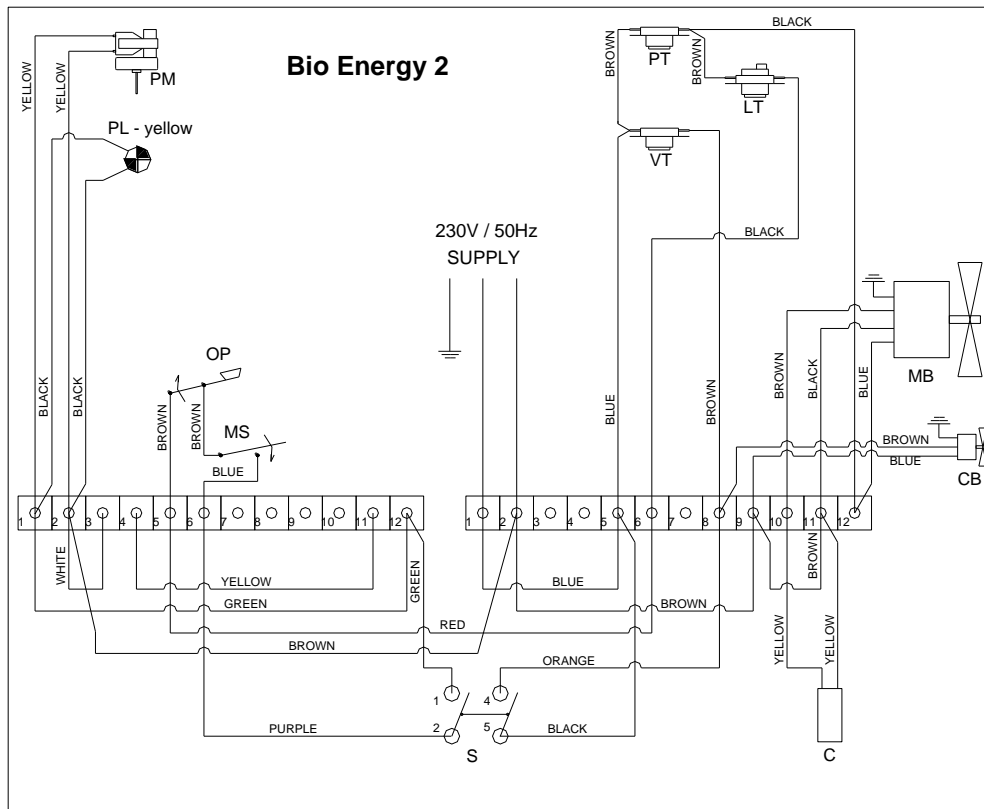 Bio Energy 2
BLACK
YELLOW
YELLOW
PM
PL - yellow
BROWN
PT
BROWN
LT
VT
230V / 50Hz
SUPPLY
BLACK
OP
BLACK
BLACK
BROWN
BROWN
MS
BLUE
BLUE
BROWN
BROWN
BLACK
BLUE
MB
BROWN
BLUE
CB
1 2 3 4 5 6 7 8 9 10 11 12
1 2 3 4 5 6 7 8 9 10 11 12
WHITE
YELLOW
GREEN
GREEN
BLUE
BROWN
BROWN
RED
BROWN
ORANGE
YELLOW
YELLOW
1
4
2
5
PURPLE
BLACK
S
C